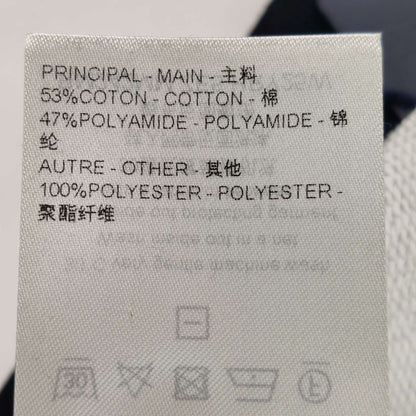 PRINCIPAL - MAIN - 主料
53%COTON - COTTON - 棉
47%POLYAMIDE - POLYAMIDE - 锦
纶
AUTRE - OTHER - 其他
100%POLYESTER - POLYESTER -
聚酯纤维